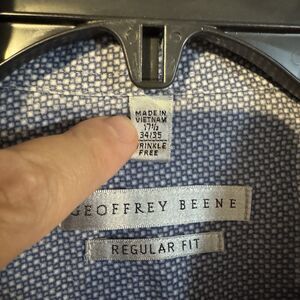 MADE IN
VIETNAM
17½
34/35
WRINKLE
FREE
GEOFFREY BEENE
REGULAR FIT